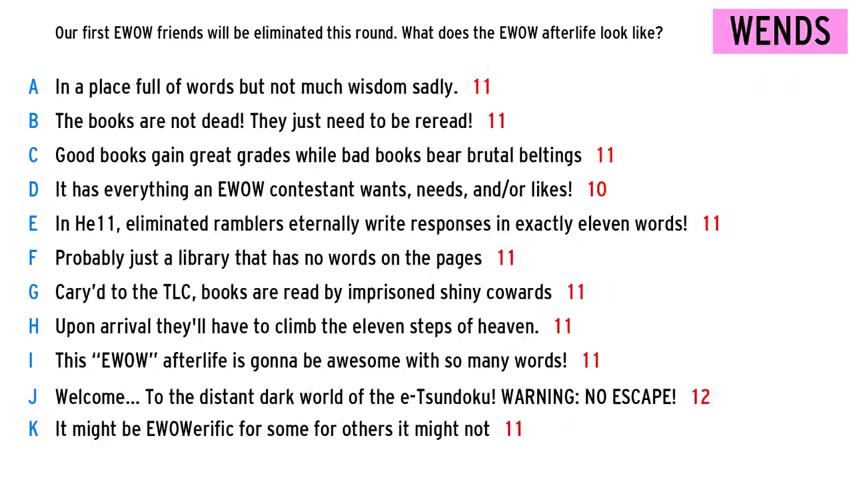 Our first EWOW friends will be eliminated this round. What does the EWOW afterlife look like?
WENDS
A In a place full of words but not much wisdom sadly. 11
B The books are not dead! They just need to be reread! 11
C Good books gain great grades while bad books bear brutal beltings 11
D It has everything an EWOW contestant wants, needs, and/or likes! 10
E In He11, eliminated ramblers eternally write responses in exactly eleven words! 11
F Probably just a library that has no words on the pages 11
G Cary'd to the TLC, books are read by imprisoned shiny cowards 11
H Upon arrival they'll have to climb the eleven steps of heaven. 11
I This “EWOW” afterlife is gonna be awesome with so many words! 11
J Welcome... To the distant dark world of the e-Tsundoku! WARNING: NO ESCAPE! 12
K It might be EWOWerific for some for others it might not 11